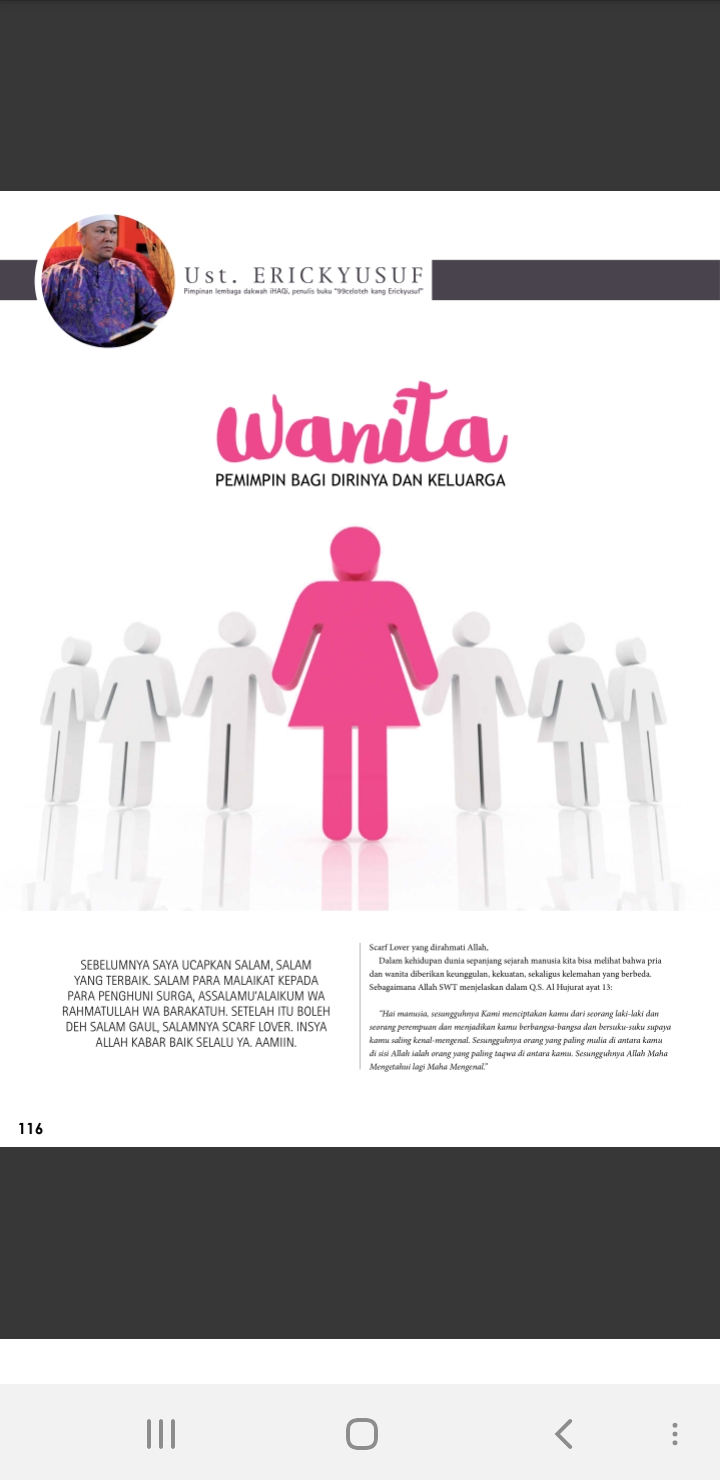 Ust. ERICKYUSUF
Pimpinan lembaga dakwah iHAQi, penulis buku "99celoteh kang Erickyusuf"
Wanita
PEMIMPIN BAGI DIRINYA DAN KELUARGA
SEBELUMNYA SAYA UCAPKAN SALAM, SALAM
YANG TERBAIK. SALAM PARA MALAIKAT KEPADA
PARA PENGHUNI SURGA, ASSALAMU'ALAIKUM WA
RAHMATULLAH WA BARAKATUH. SETELAH ITU BOLEH
DEH SALAM GAUL, SALAMNYA SCARF LOVER. INSYA
ALLAH KABAR BAIK SELALU YA. AAMIIN.
Scarf Lover yang dirahmati Allah,
Dalam kehidupan dunia sepanjang sejarah manusia kita bisa melihat bahwa pria
dan wanita diberikan keunggulan, kekuatan, sekaligus kelemahan yang berbeda.
Sebagaimana Allah SWT menjelaskan dalam Q.S. Al Hujurat ayat 13:
"Hai manusia, sesungguhnya Kami menciptakan kamu dari seorang laki-laki dan
seorang perempuan dan menjadikan kamu berbangsa-bangsa dan bersuku-suku supaya
kamu saling kenal-mengenal. Sesungguhnya orang yang paling mulia di antara kamu
di sisi Allah ialah orang yang paling taqwa di antara kamu. Sesungguhnya Allah Maha
Mengetahui lagi Maha Mengenal."
116